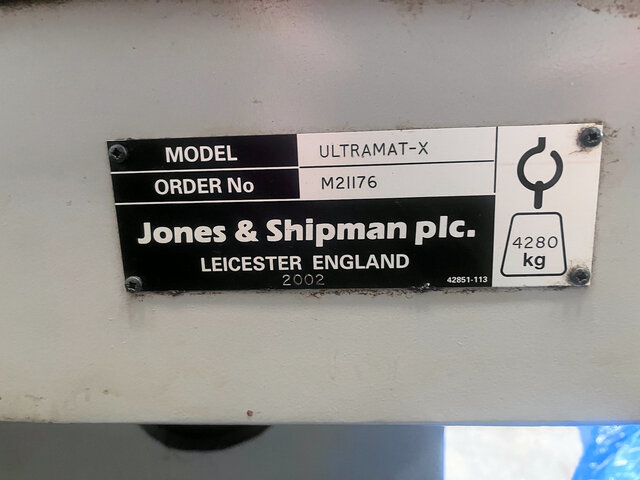 MODEL ULTRAMAT-X
ORDER No M21176
Jones & Shipman plc.
LEICESTER ENGLAND
2002
42851-113
4280
kg